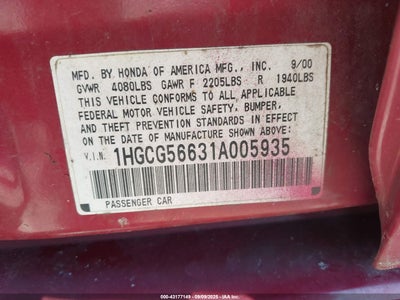 MFD. BY HONDA OF AMERICA MFG., INC. 9/00
GVWR 4080LBS GAWR F 2205LBS R 1940LBS
THIS VEHICLE CONFORMS TO ALL APPLICABLE
FEDERAL MOTOR VEHICLE SAFETY, BUMPER,
AND THEFT PREVENTION STANDARDS IN EFFECT
ON THE DATE OF MANUFACTURE SHOWN ABOVE.
V.I.N. 1HGCG56631A005935
PASSENGER CAR
500-43177149 - 09/09/2025 - IAA Inc.